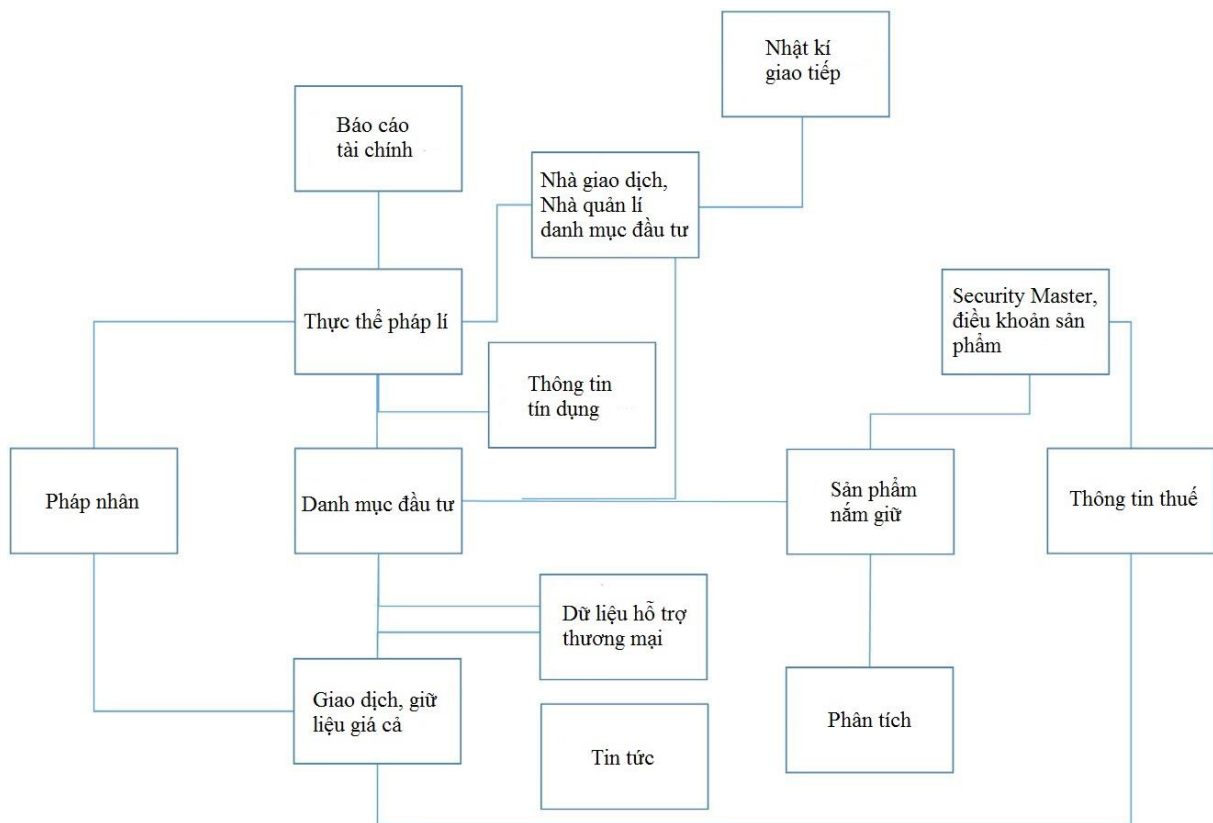 Nhật kí
giao tiếp
Báo cáo
tài chính
Nhà giao dịch,
Nhà quản lí
danh mục đầu tư
Thực thể pháp lí
Security Master,
điều khoản sản
phẩm
Thông tin
tín dụng
Pháp nhân
Danh mục đầu tư
Sản phẩm
nắm giữ
Thông tin thuế
Dữ liệu hỗ trợ
thương mại
Giao dịch, giữ
liệu giá cả
Tin tức
Phân tích